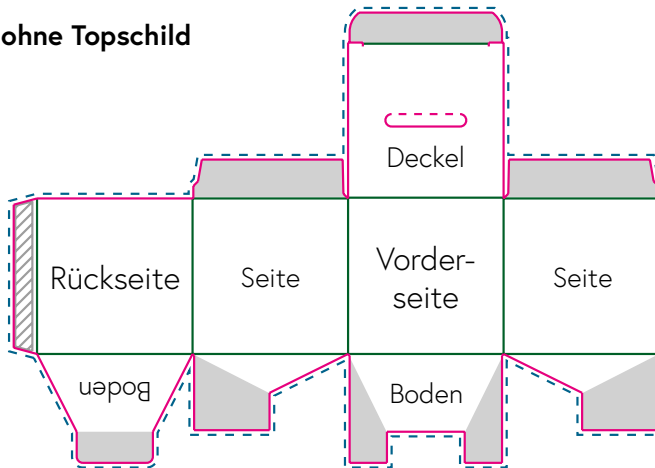 ohne Topschild
Deckel
Rückseite
Seite
Vorder-
seite
Seite
Boden
Boden